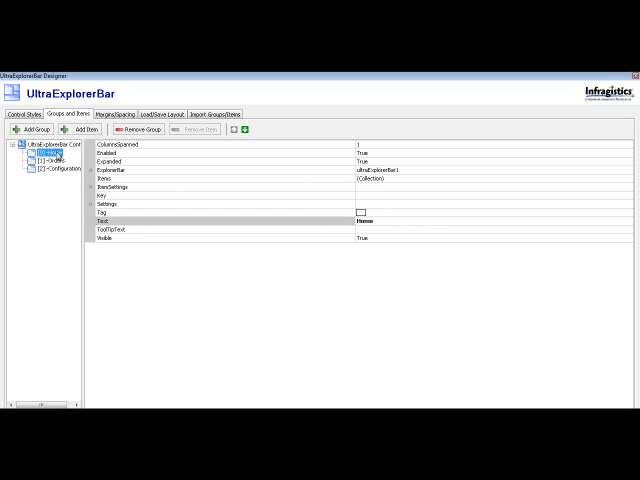 UltraExplorerBar Designer
UltraExplorerBar
Infragistics
Control Styles Groups and Items Margins/Spacing Load/Save Layout Import Groups/Items
Add Group Add Item Remove Group Remove Item
UltraExplorerBar Cont
[0] -Home
[1] -Orders
[2] -Configuration
ColumnsSpanned 1
Enabled True
Expanded True
ExplorerBar ultraExplorerBar1
Items (Collection)
ItemSettings
Key
Settings
Tag
Text Home
ToolTipText
Visible True